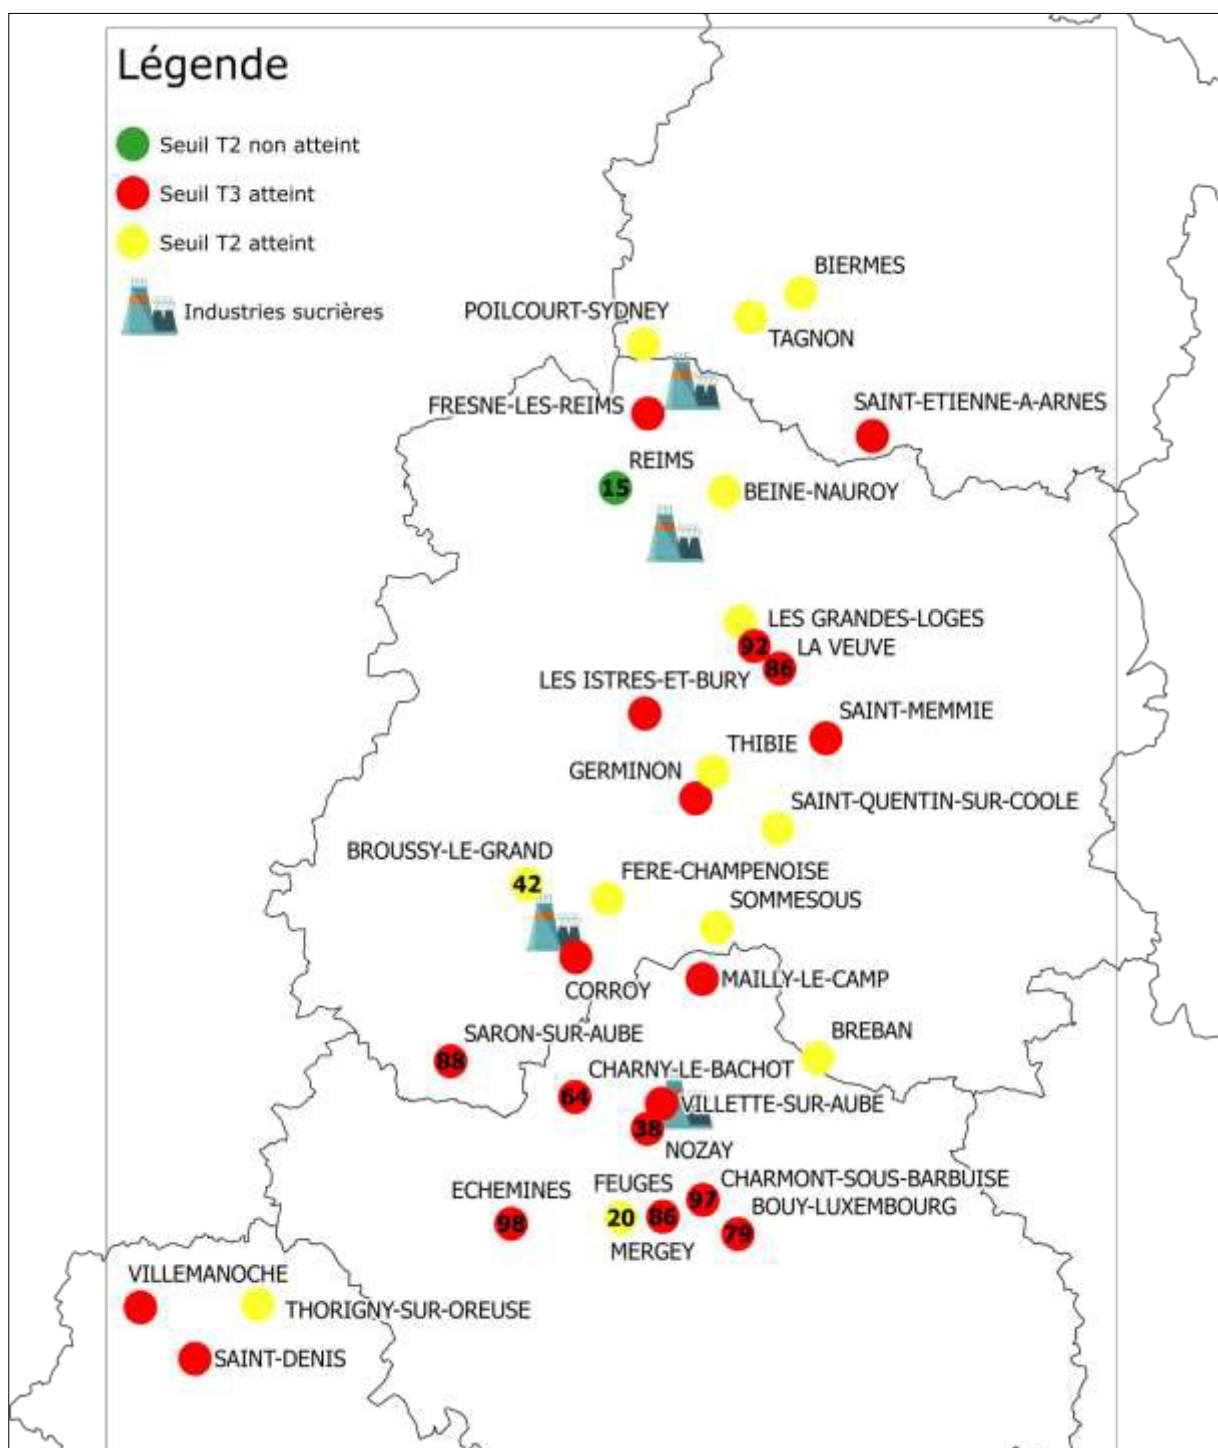 Légende
Seuil T2 non atteint
Seuil T3 atteint
Seuil T2 atteint
Industries sucrières
BIERMES
POILCOURT-SYDNEY
TAGNON
FRESNE-LES-REIMS
SAINT-ETIENNE-A-ARNES
REIMS
15
BEINE-NAUROY
LES GRANDES-LOGES
92
LA VEUVE
86
LES ISTRES-ET-BURY
SAINT-MEMMIE
THIBIE
GERMINON
SAINT-QUENTIN-SUR-COOLE
BROUSSY-LE-GRAND
42
FERE-CHAMPENOISE
SOMMESOUS
CORROY
MAILLY-LE-CAMP
BREBAN
SARON-SUR-AUBE
88
CHARNY-LE-BACHOT
64
VILLETTE-SUR-AUBE
38
NOZAY
ECHEMINES
98
FEUGES
20
86
MERGEY
CHARMONT-SOUS-BARBUISE
97
BOUY-LUXEMBOURG
79
VILLEMANOCHE
THORIGNY-SUR-OREUSE
SAINT-DENIS